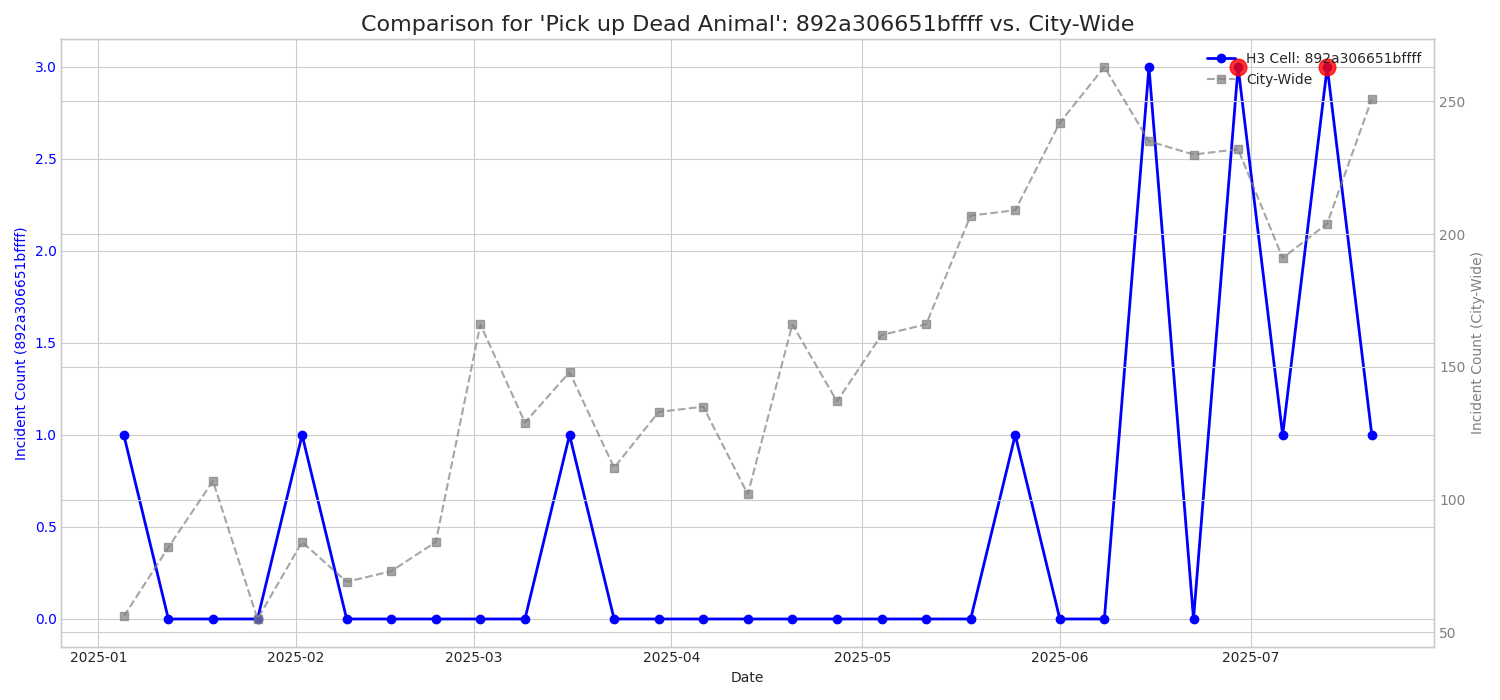 Comparison for 'Pick up Dead Animal': 892a306651bffff vs. City-Wide
H3 Cell: 892a306651bffff
City-Wide
Incident Count (892a306651bffff)
3.0
2.5
2.0
1.5
1.0
0.5
0.0
250
200
150
100
50
Incident Count (City-Wide)
2025-01 2025-02 2025-03 2025-04 2025-05 2025-06 2025-07
Date